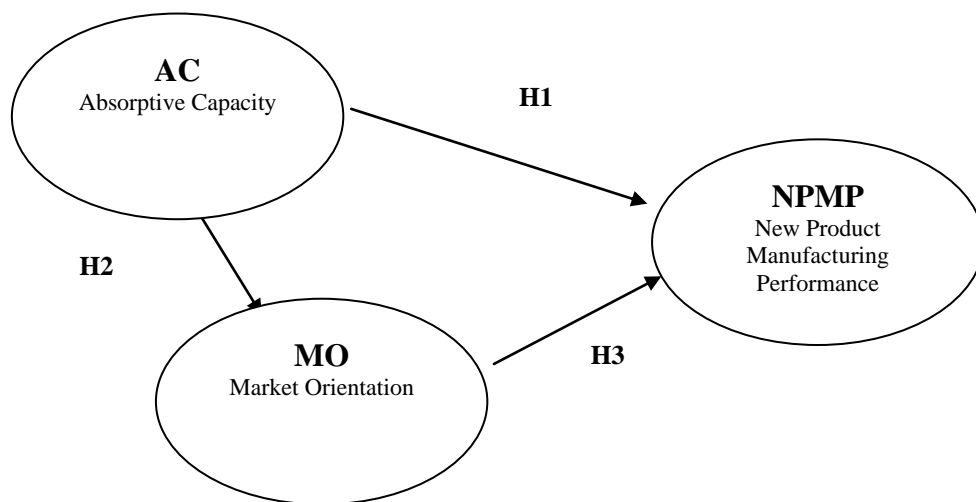 AC
Absorptive Capacity
H1
NPMP
New Product
Manufacturing
Performance
H2
MO
Market Orientation
H3